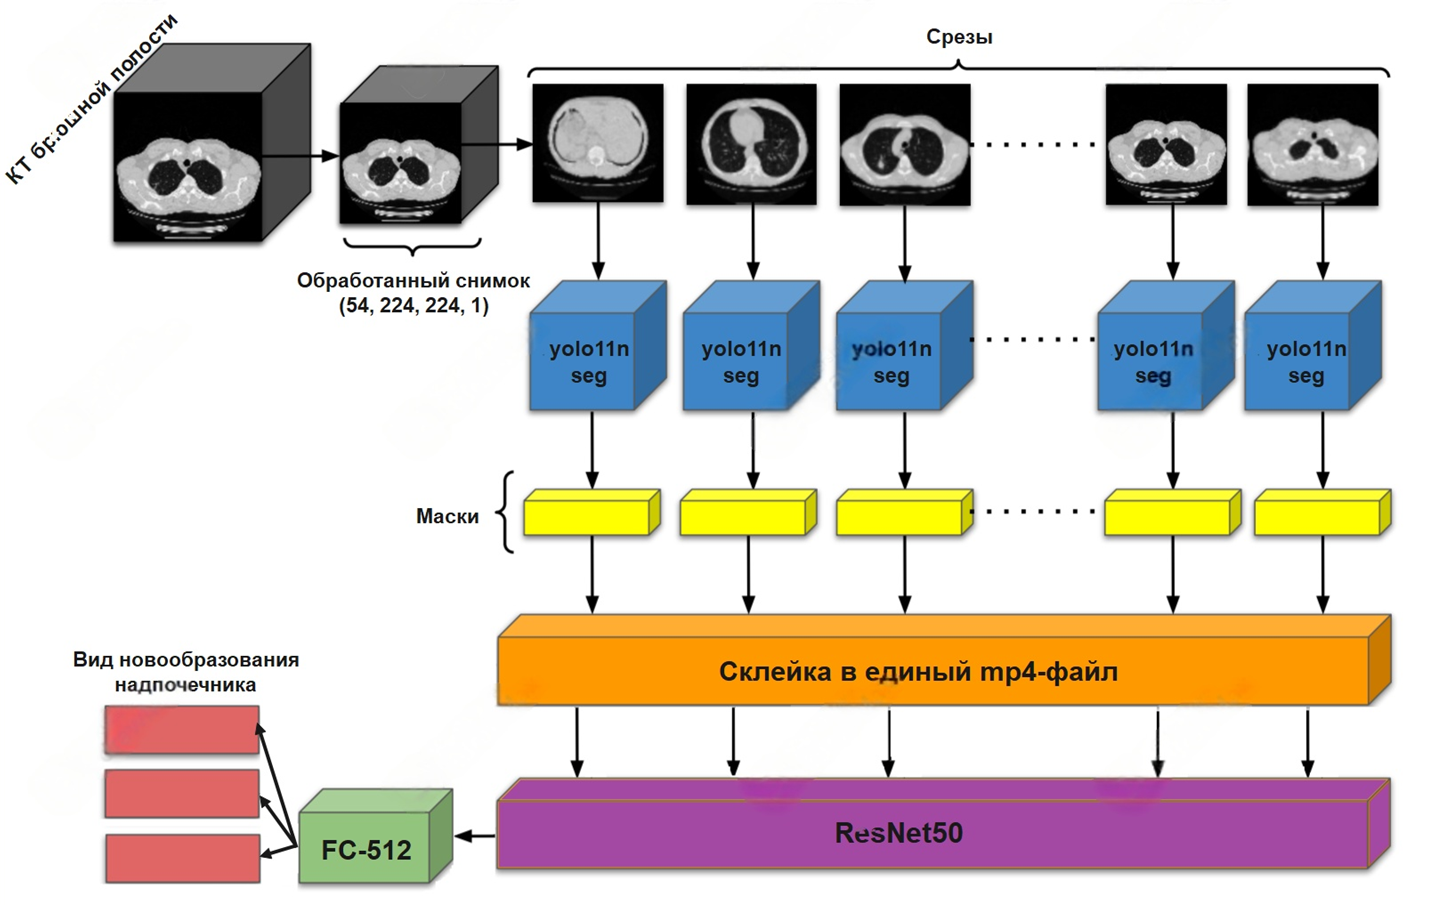 КТ брюшной полости
Срезы
Обработанный снимок
(54, 224, 224, 1)
yolo11n
seg
yolo11n
seg
yolo11n
seg
yolo11n
seg
yolo11n
seg
Маски
Склейка в единый mp4-файл
Вид новообразования
надпочечника
ResNet50
FC-512